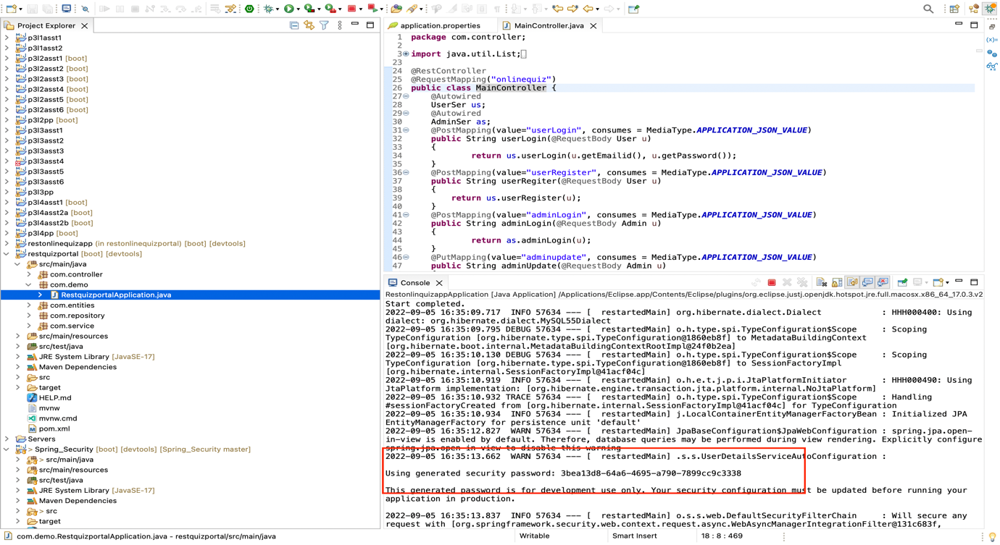 Project Explorer
p3l1asst1
p3l1asst2
p3l2asst1 [boot]
p3l2asst2 [boot]
p3l2asst3 [boot]
p3l2asst4 [boot]
p3l2asst5 [boot]
p3l2asst6 [boot]
p3l2pp [boot]
p3l3asst1
p3l3asst2
p3l3asst3
p3l3asst4
p3l3asst5
p3l3asst6
p3l3pp
p3l4asst1 [boot]
p3l4asst2a [boot]
p3l4asst2b [boot]
p3l4pp [boot]
restonlinequizapp (in restonlinequizportal) [boot] [devtools]
restquizportal [boot] [devtools]
src/main/java
com.controller
com.demo
RestquizportalApplication.java
com.entities
com.repository
com.service
src/main/resources
src/test/java
JRE System Library [JavaSE-17]
Maven Dependencies
src
target
HELP.md
mvnw
mvnw.cmd
pom.xml
Servers
> Spring_Security [boot] [devtools] [Spring_Security master]
> src/main/java
src/main/resources
src/test/java
JRE System Library [JavaSE-17]
Maven Dependencies
> src
target
application.properties
MainController.java
1 package com.controller;
2
3 import java.util.List;
23
24 @RestController
25 @RequestMapping("onlinequiz")
26 public class MainController {
27 @Autowired
28 UserSer us;
29 @Autowired
30 AdminSer as;
31 @PostMapping(value="userLogin", consumes = MediaType.APPLICATION_JSON_VALUE)
32 public String userLogin(@RequestBody User u)
33 {
34 return us.userLogin(u.getEmailid(), u.getPassword());
35 }
36 @PostMapping(value="userRegister", consumes = MediaType.APPLICATION_JSON_VALUE)
37 public String userRegiter(@RequestBody User u)
38 {
39 return us.userRegister(u);
40 }
41 @PostMapping(value="adminLogin", consumes = MediaType.APPLICATION_JSON_VALUE)
42 public String adminLogin(@RequestBody Admin u)
43 {
44 return as.adminLogin(u);
45 }
46 @PutMapping(value="adminupdate", consumes = MediaType.APPLICATION_JSON_VALUE)
47 public String adminUpdate(@RequestBody Admin u)
Console
RestonlinquizappApplication [Java Application] /Applications/Eclipse.app/Contents/Eclipse/plugins/org.eclipse.justj.openjdk.hotspot.jre.full.macosx.x86_64_17.0.3.v2
Start completed.
2022-09-05 16:35:09.717 INFO 57634 --- [ restartedMain] org.hibernate.dialect.Dialect : HHH000400: Using
dialect: org.hibernate.dialect.MySQL55Dialect
2022-09-05 16:35:09.795 DEBUG 57634 --- [ restartedMain] o.h.type.spi.TypeConfiguration$Scope : Scoping
TypeConfiguration [org.hibernate.type.spi.TypeConfiguration@1860eb8f] to MetadataBuildingContext
[org.hibernate.boot.internal.MetadataBuildingContextRootImpl@24f0b2ea]
2022-09-05 16:35:10.130 DEBUG 57634 --- [ restartedMain] o.h.type.spi.TypeConfiguration$Scope : Scoping
TypeConfiguration [org.hibernate.type.spi.TypeConfiguration@1860eb8f] to SessionFactoryImpl
[org.hibernate.internal.SessionFactoryImpl@41acf04c]
2022-09-05 16:35:10.919 INFO 57634 --- [ restartedMain] o.h.e.t.j.p.i.JtaPlatformInitiator : HHH000490: Using
JtaPlatform implementation: [org.hibernate.engine.transaction.jta.platform.internal.NoJtaPlatform]
2022-09-05 16:35:10.932 TRACE 57634 --- [ restartedMain] o.h.type.spi.TypeConfiguration$Scope : Handling
#sessionFactoryCreated from [org.hibernate.internal.SessionFactoryImpl@41acf04c] for TypeConfiguration
2022-09-05 16:35:10.934 INFO 57634 --- [ restartedMain] j.LocalContainerEntityManagerFactoryBean : Initialized JPA
EntityManagerFactory for persistence unit 'default'
2022-09-05 16:35:12.827 WARN 57634 --- [ restartedMain] JpaBaseConfiguration$JpaWebConfiguration : spring.jpa.open-
in-view is enabled by default. Therefore, database queries may be performed during view rendering. Explicitly configure
spring.jpa.open-in-view to disable this warning
2022-09-05 16:35:13.662 WARN 57634 --- [ restartedMain] .s.s.UserDetailsServiceAutoConfiguration :
Using generated security password: 3bea13d8-64a6-4695-a790-7899cc9c3338
This generated password is for development use only. Your security configuration must be updated before running your
application in production.
2022-09-05 16:35:13.837 INFO 57634 --- [ restartedMain] o.s.s.web.DefaultSecurityFilterChain : Will secure any
request with [org.springframework.security.web.context.request.async.WebAsyncManagerIntegrationFilter@131c683f,
com.demo.RestquizportalApplication.java - restquizportal/src/main/java
Writable
Smart Insert
18 : 8 : 469